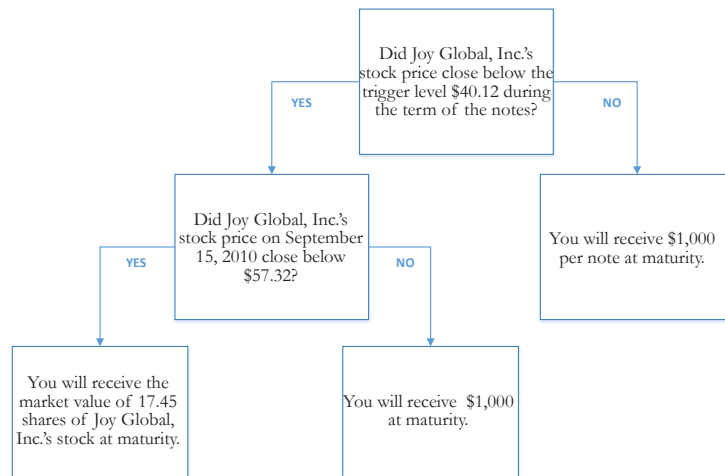 Did Joy Global, Inc.'s
stock price close below the
trigger level $40.12 during
the term of the notes?
YES
NO
Did Joy Global, Inc.'s
stock price on September
15, 2010 close below
$57.32?
You will receive $1,000
per note at maturity.
YES
NO
You will receive the
market value of 17.45
shares of Joy Global,
Inc.'s stock at maturity.
You will receive $1,000
at maturity.